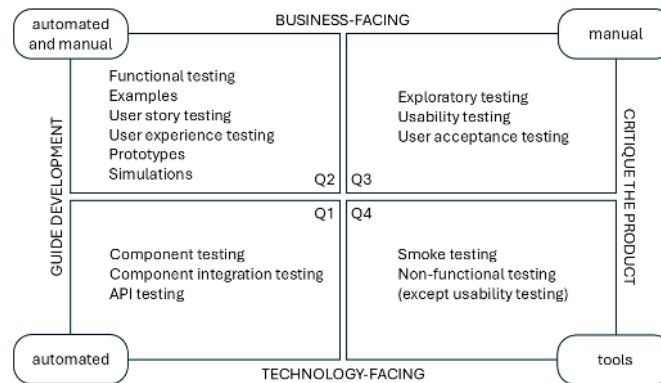 automated
and manual
BUSINESS-FACING
manual
Functional testing
Examples
User story testing
User experience testing
Prototypes
Simulations
Q2
Q3
Exploratory testing
Usability testing
User acceptance testing
GUIDE DEVELOPMENT
CRITIQUE THE PRODUCT
Q1
Q4
Component testing
Component integration testing
API testing
Smoke testing
Non-functional testing
(except usability testing)
automated
TECHNOLOGY-FACING
tools